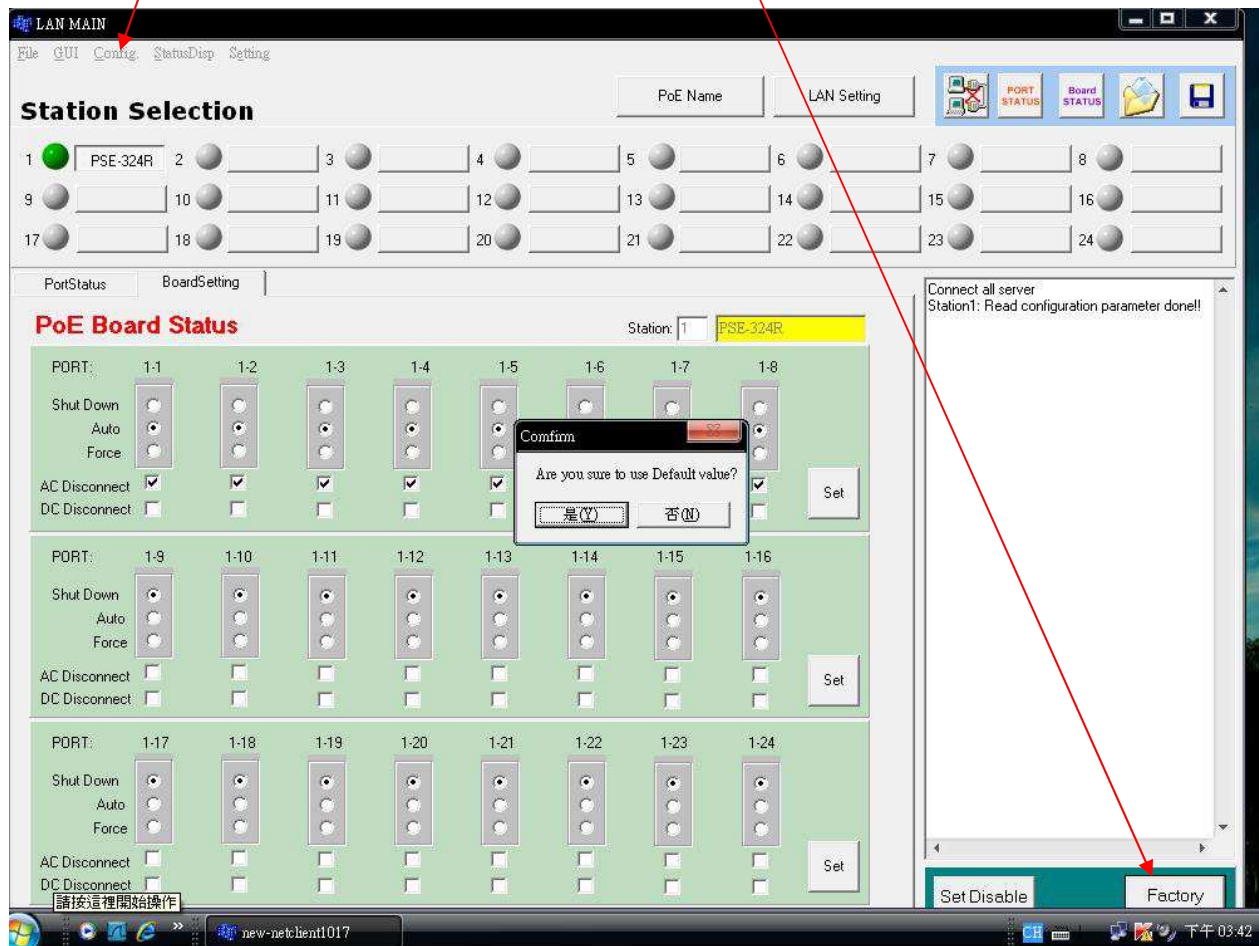 LAN MAIN
File GUI Config. StatusDisp Setting
Station Selection
PoE Name LAN Setting PORT STATUS Board STATUS
1 PSE-324R 2 3 4 5 6 7 8
9 10 11 12 13 14 15 16
17 18 19 20 21 22 23 24
PortStatus BoardSetting
PoE Board Status Station: 1 PSE-324R
PORT: 1-1 1-2 1-3 1-4 1-5 1-6 1-7 1-8
Shut Down
Auto
Force
AC Disconnect
DC Disconnect
Set
Comfirm
Are you sure to use Default value?
是(Y) 否(N)
PORT: 1-9 1-10 1-11 1-12 1-13 1-14 1-15 1-16
Shut Down
Auto
Force
AC Disconnect
DC Disconnect
Set
PORT: 1-17 1-18 1-19 1-20 1-21 1-22 1-23 1-24
Shut Down
Auto
Force
AC Disconnect
DC Disconnect
Set
Connect all server
Station1: Read configuration parameter done!!
Set Disable Factory
請按這裡開始操作
new-netclient1017 CH 下午 03:42